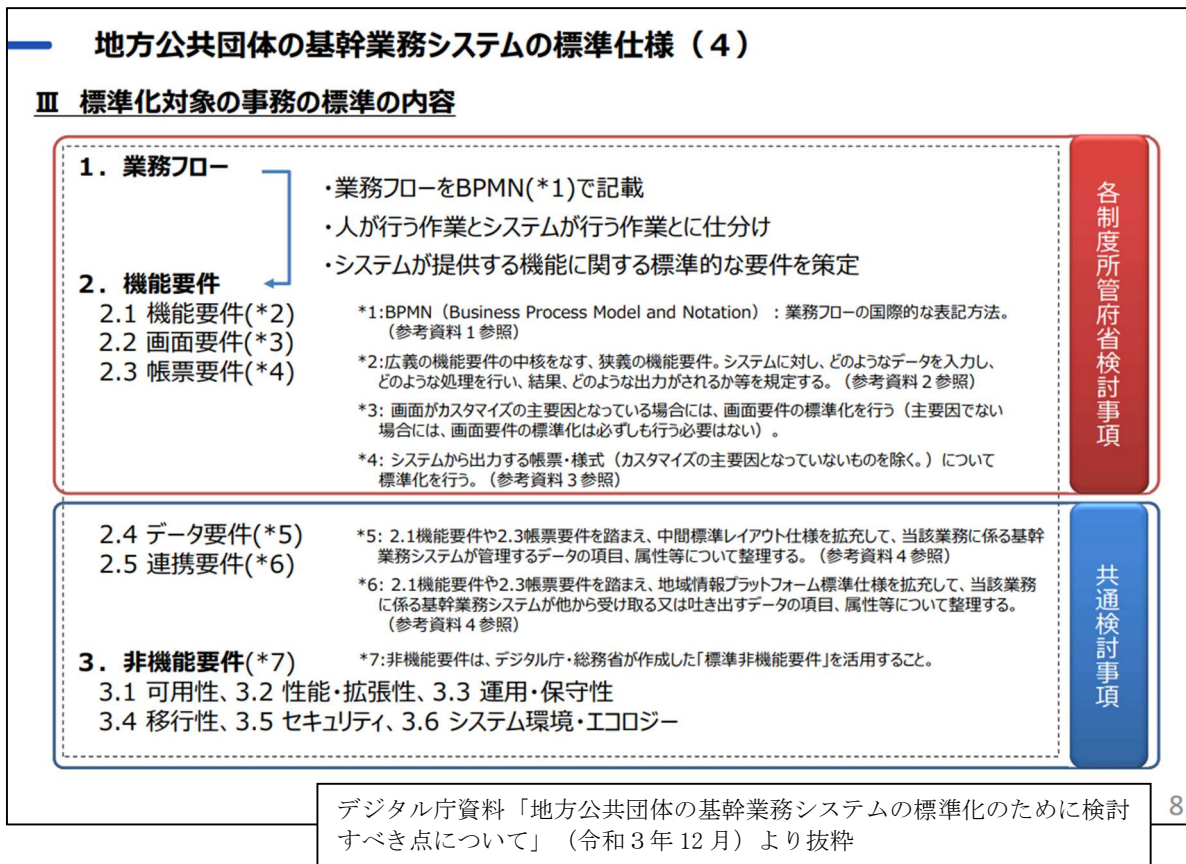 地方公共団体の基幹業務システムの標準仕様（４）
Ⅲ 標準化対象の事務の標準の内容
１．業務フロー
・業務フローをBPMN(*1)で記載
・人が行う作業とシステムが行う作業とに仕分け
・システムが提供する機能に関する標準的な要件を策定
２．機能要件
2.1 機能要件(*2)
2.2 画面要件(*3)
2.3 帳票要件(*4)
*1:BPMN（Business Process Model and Notation）：業務フローの国際的な表記方法。
（参考資料１参照）
*2:広義の機能要件の中核をなす、狭義の機能要件。システムに対し、どのようなデータを入力し、
どのような処理を行い、結果、どのような出力がされるか等を規定する。（参考資料２参照）
*3: 画面がカスタマイズの主要因となっている場合には、画面要件の標準化を行う（主要因でない
場合には、画面要件の標準化は必ずしも行う必要はない）。
*4: システムから出力する帳票・様式（カスタマイズの主要因となっていないものを除く。）について
標準化を行う。（参考資料３参照）
各制度所管府省検討事項
2.4 データ要件(*5)
2.5 連携要件(*6)
*5: 2.1機能要件や2.3帳票要件を踏まえ、中間標準レイアウト仕様を拡充して、当該業務に係る基幹
業務システムが管理するデータの項目、属性等について整理する。（参考資料４参照）
*6: 2.1機能要件や2.3帳票要件を踏まえ、地域情報プラットフォーム標準仕様を拡充して、当該業務
に係る基幹業務システムが他から受け取る又は吐き出すデータの項目、属性等について整理する。
（参考資料４参照）
３．非機能要件(*7)
*7:非機能要件は、デジタル庁・総務省が作成した「標準非機能要件」を活用すること。
3.1 可用性、3.2 性能・拡張性、3.3 運用・保守性
3.4 移行性、3.5 セキュリティ、3.6 システム環境・エコロジー
共通検討事項
デジタル庁資料「地方公共団体の基幹業務システムの標準化のために検討
すべき点について」（令和３年 12 月）より抜粋
8